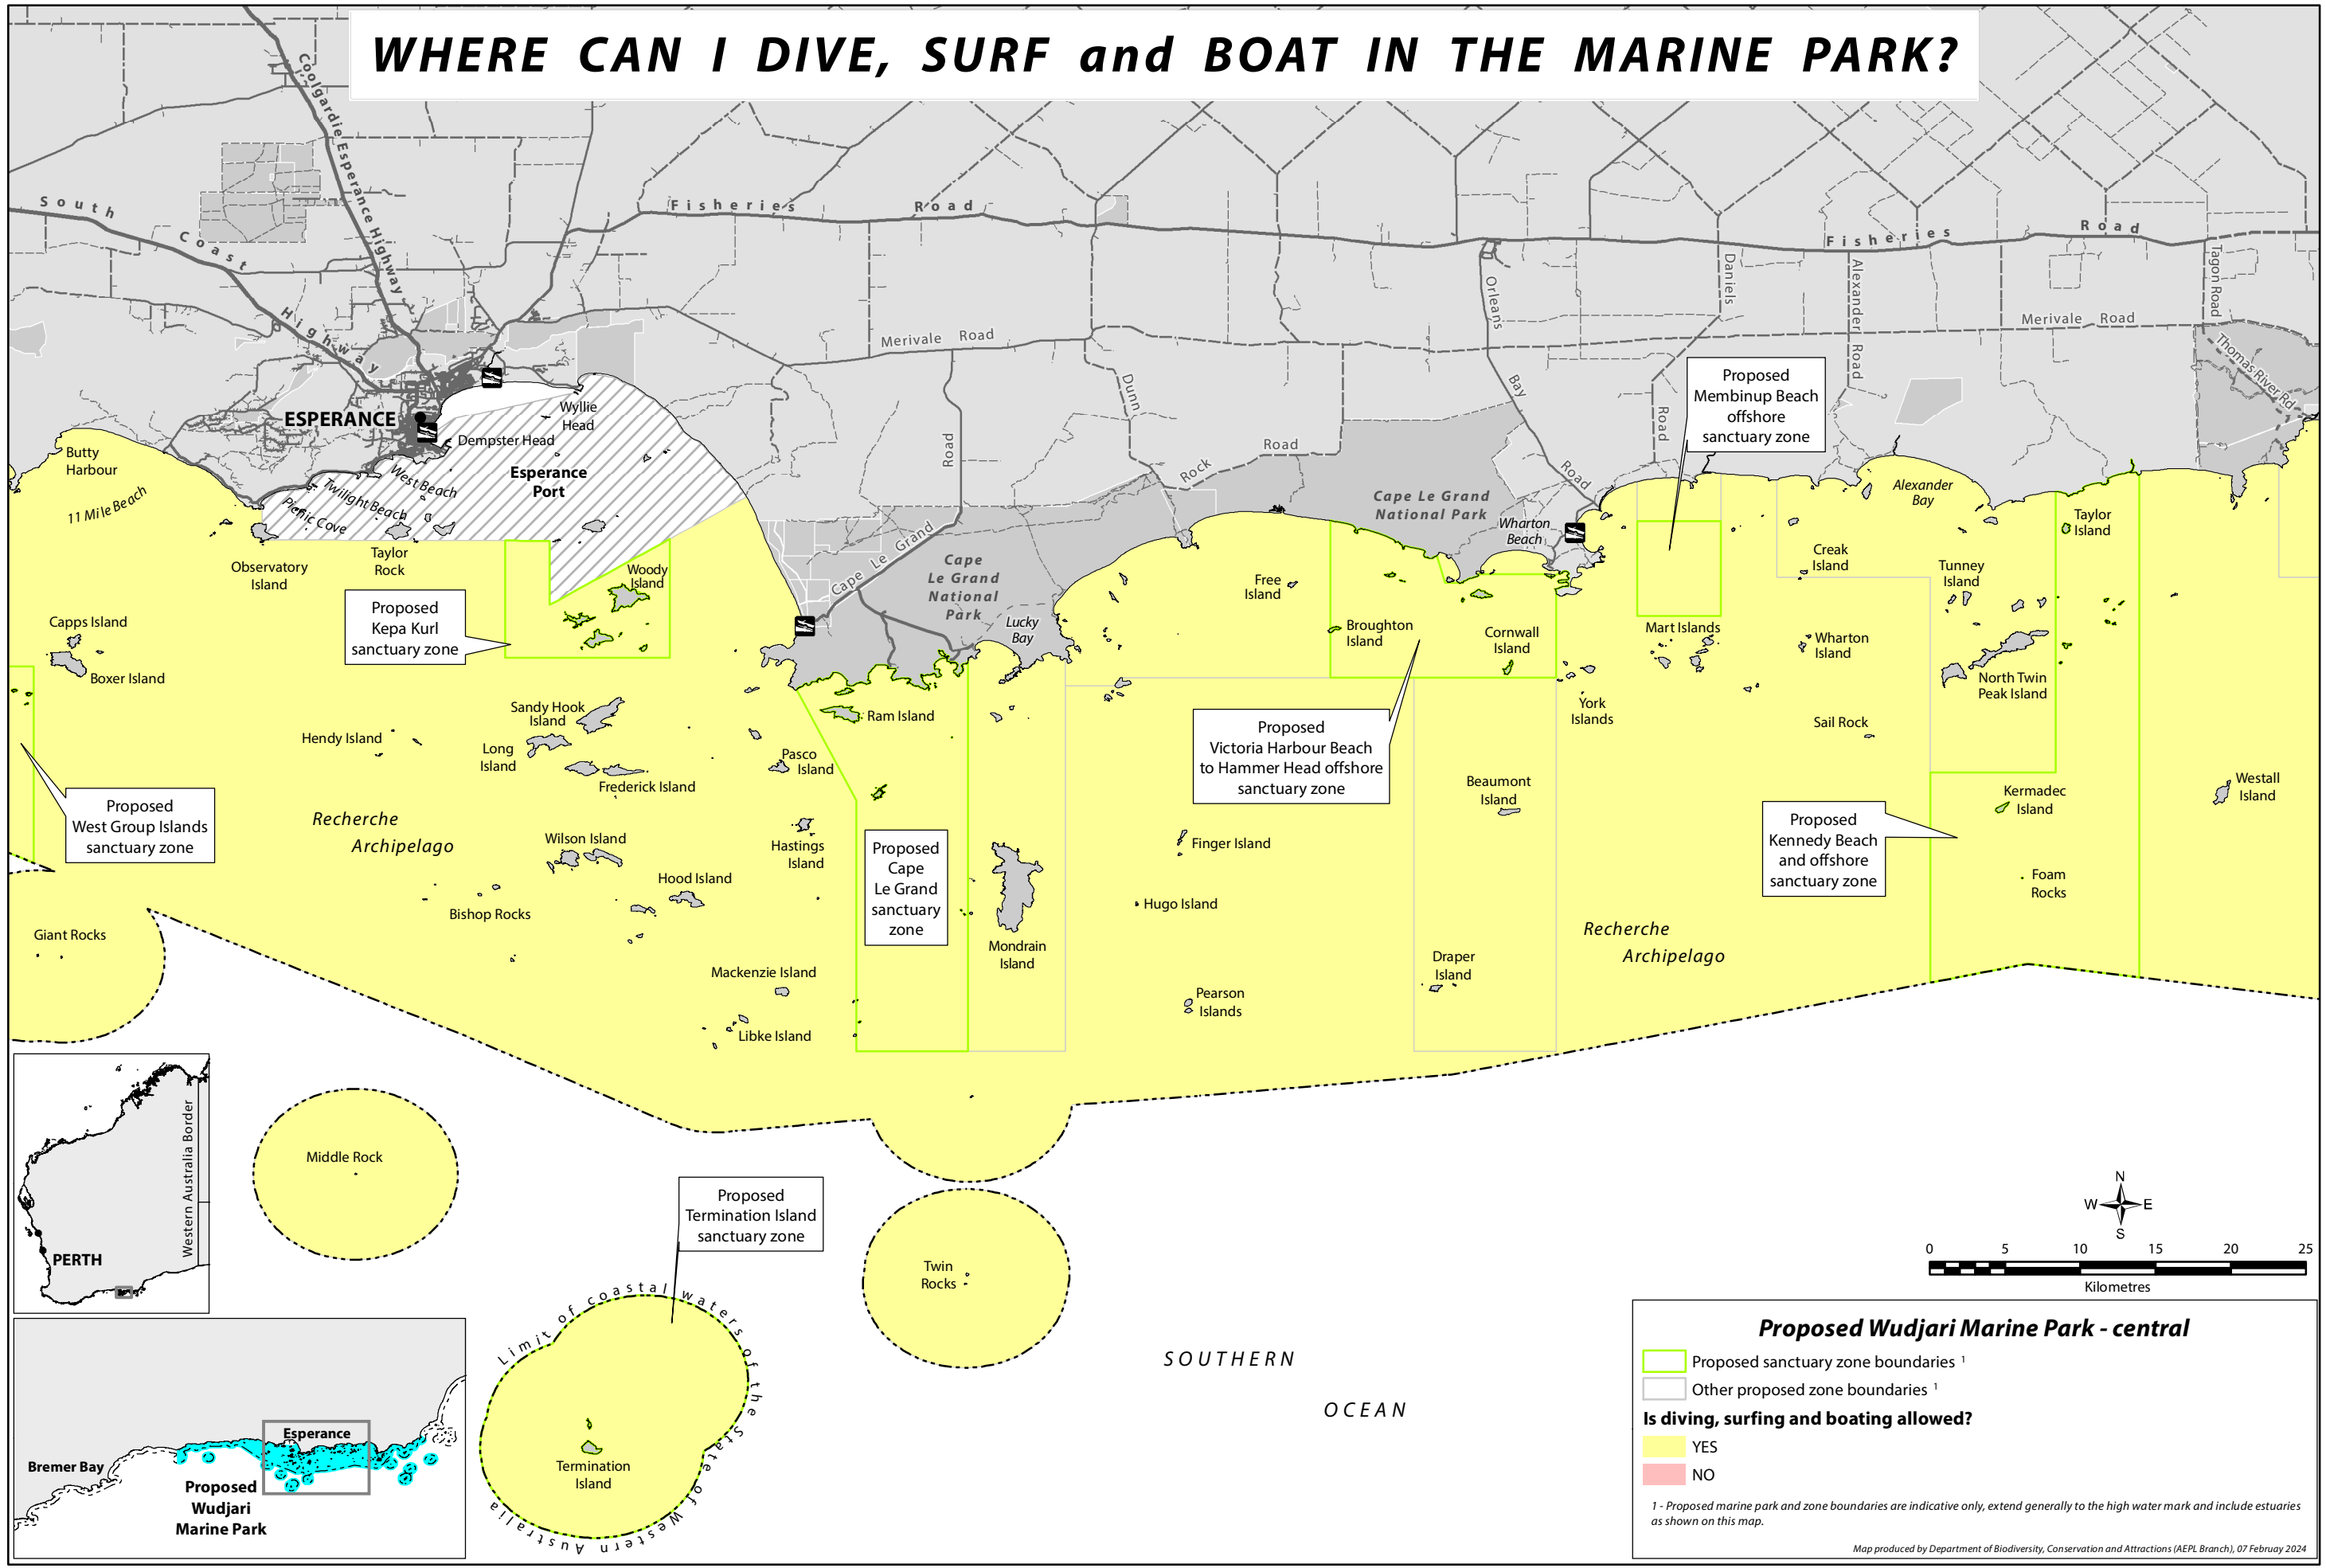 WHERE CAN I DIVE, SURF and BOAT IN THE MARINE PARK?
Coolgardie Esperance Highway
South Coast Highway
Fisheries Road
Fisheries Road
Merivale Road
Merivale Road
Orleans Bay Road
Daniels Road
Alexander Road
Tagon Road
Thomas River Rd
Dunn Rock Road
Cape Le Grand Road
ESPERANCE
Wyllie
Head
Dempster Head
Esperance
Port
West Beach
Twilight Beach
Picnic Cove
Butty
Harbour
11 Mile Beach
Observatory
Island
Taylor
Rock
Woody
Island
Proposed
Kepa Kurl
sanctuary zone
Capps Island
Boxer Island
Hendy Island
Sandy Hook
Island
Long
Island
Frederick Island
Pasco
Island
Ram Island
Cape
Le Grand
National
Park
Lucky
Bay
Free
Island
Broughton
Island
Cornwall
Island
Cape Le Grand
National Park
Wharton
Beach
Proposed
Membinup Beach
offshore
sanctuary zone
Mart Islands
Creak
Island
Wharton
Island
York
Islands
Sail Rock
Alexander
Bay
Tunney
Island
Taylor
Island
North Twin
Peak Island
Proposed
West Group Islands
sanctuary zone
Recherche
Archipelago
Wilson Island
Hastings
Island
Hood Island
Bishop Rocks
Giant Rocks
Mackenzie Island
Libke Island
Proposed
Cape
Le Grand
sanctuary
zone
Mondrain
Island
Finger Island
Hugo Island
Pearson
Islands
Proposed
Victoria Harbour Beach
to Hammer Head offshore
sanctuary zone
Beaumont
Island
Draper
Island
Recherche
Archipelago
Proposed
Kennedy Beach
and offshore
sanctuary zone
Kermadec
Island
Foam
Rocks
Westall
Island
Middle Rock
Proposed
Termination Island
sanctuary zone
Twin
Rocks
Limit of coastal waters of the State of Western Australia
Termination
Island
SOUTHERN
OCEAN
Western Australia Border
PERTH
Esperance
Bremer Bay
Proposed
Wudjari
Marine Park
N
W E
S
0 5 10 15 20 25
Kilometres
Proposed Wudjari Marine Park - central
Proposed sanctuary zone boundaries 1
Other proposed zone boundaries 1
Is diving, surfing and boating allowed?
YES
NO
1 - Proposed marine park and zone boundaries are indicative only, extend generally to the high water mark and include estuaries
as shown on this map.
Map produced by Department of Biodiversity, Conservation and Attractions (AEPL Branch), 07 Februay 2024